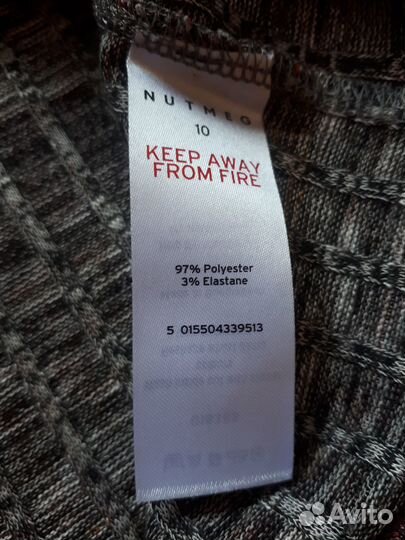 NUTMEG
10
KEEP AWAY
FROM FIRE
97% Polyester
3% Elastane
5 015504339513
Avito